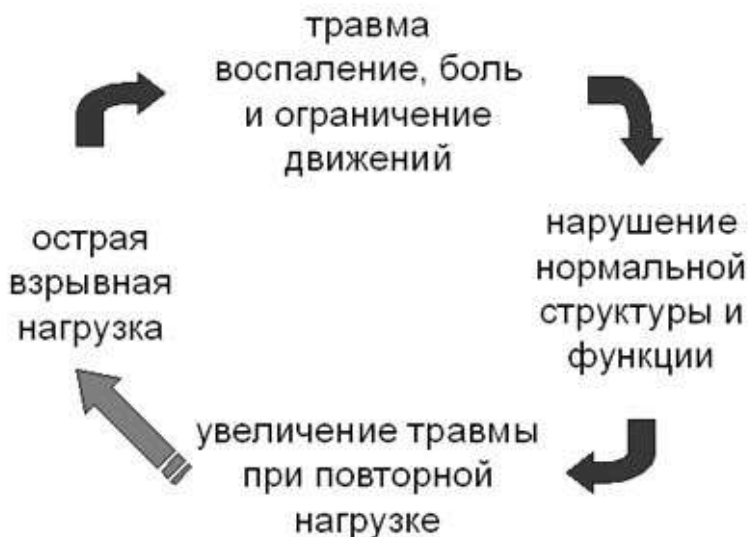 травма
воспаление, боль
и ограничение
движений
нарушение
нормальной
структуры и
функции
увеличение травмы
при повторной
нагрузке
острая
взрывная
нагрузка